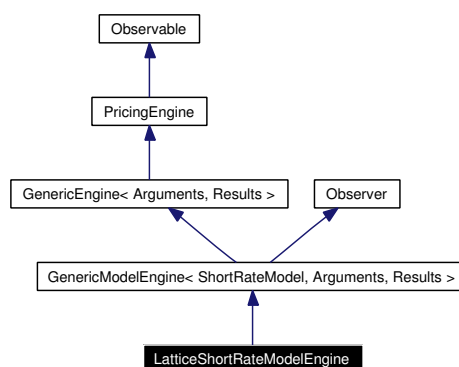 Observable
PricingEngine
GenericEngine< Arguments, Results >
Observer
GenericModelEngine< ShortRateModel, Arguments, Results >
LatticeShortRateModelEngine